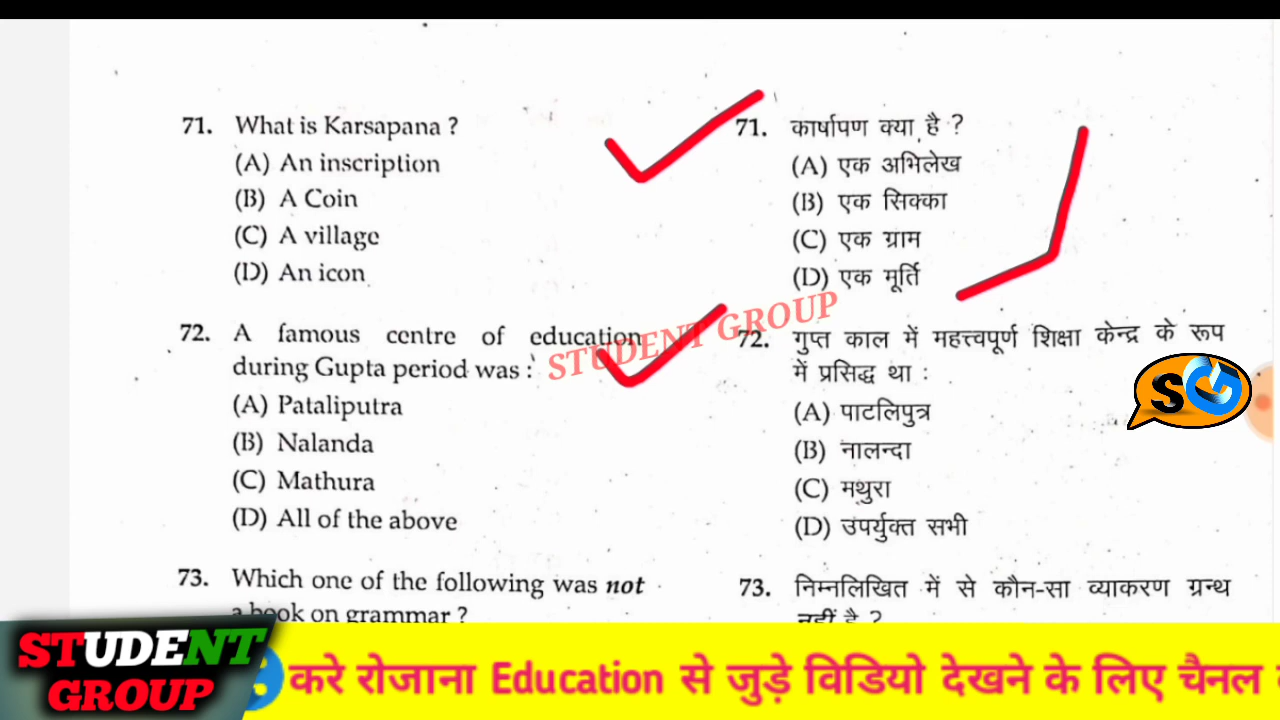 71. What is Karsapana ?
(A) An inscription
(B) A Coin
(C) A village
(D) An icon
72. A famous centre of education
during Gupta period was :
(A) Pataliputra
(B) Nalanda
(C) Mathura
(D) All of the above
73. Which one of the following was not
a book on grammar ?
71. कार्षापण क्या है ?
(A) एक अभिलेख
(B) एक सिक्का
(C) एक ग्राम
(D) एक मूर्ति
72. गुप्त काल में महत्त्वपूर्ण शिक्षा केन्द्र के रूप
में प्रसिद्ध था :
(A) पाटलिपुत्र
(B) नालन्दा
(C) मथुरा
(D) उपर्युक्त सभी
73. निम्नलिखित में से कौन-सा व्याकरण ग्रन्थ
नहीं है ?
STUDENT GROUP
SG
STUDENT
GROUP
करे रोजाना Education से जुड़े विडियो देखने के लिए चैनल